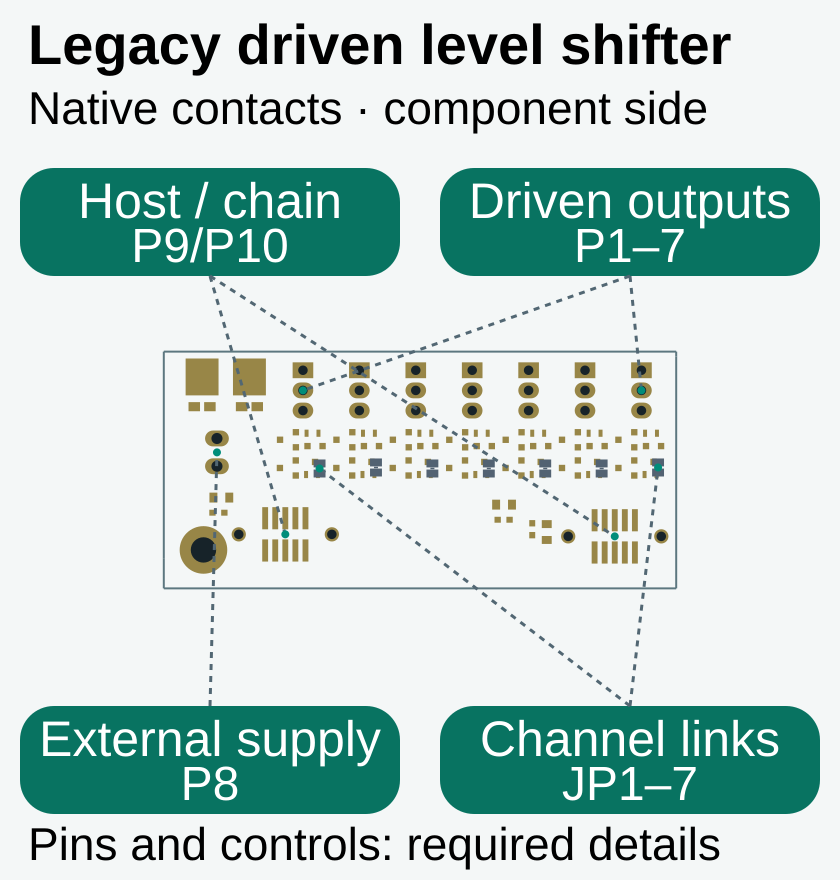 Legacy driven level shifter
Native contacts · component side
Host / chain
P9/P10
Driven outputs
P1–7
External supply
P8
Channel links
JP1–7
Pins and controls: required details